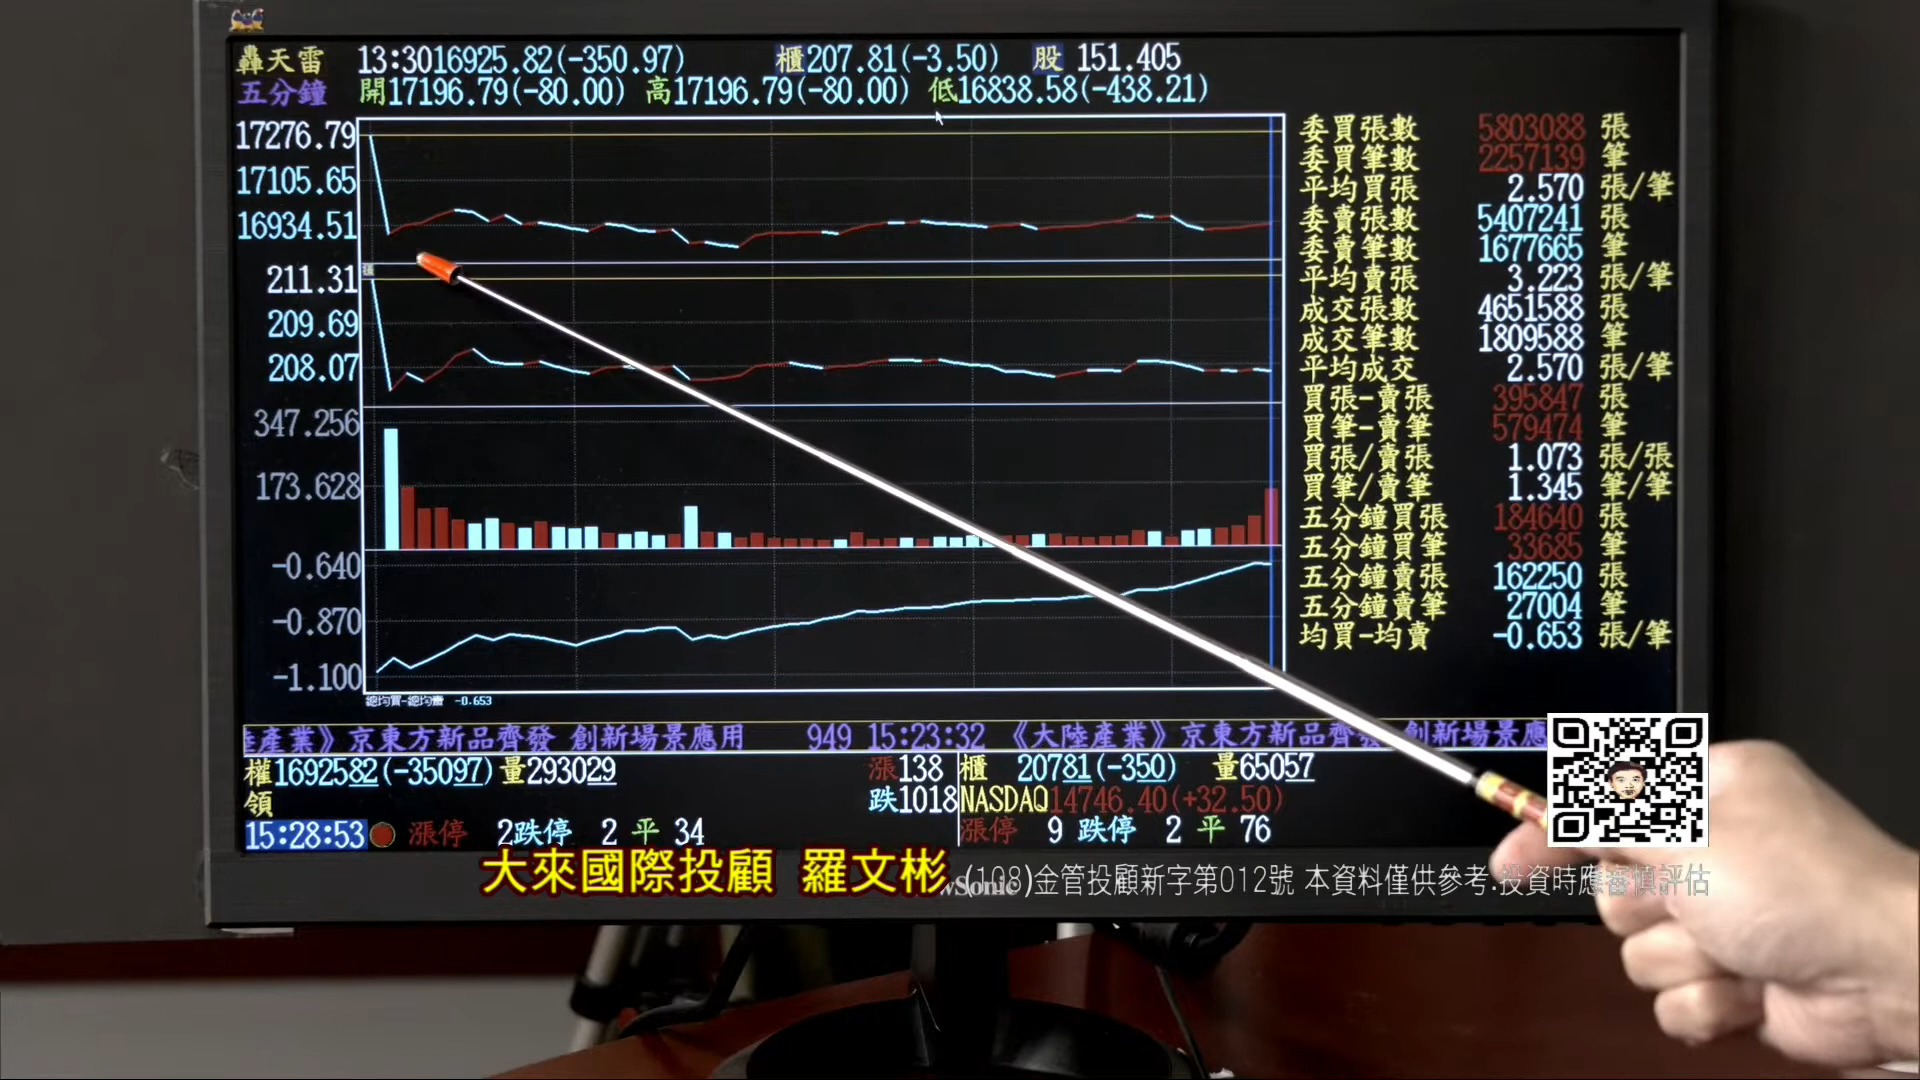 轟天雷 13:30 16925.82(-350.97) 櫃207.81(-3.50) 股 151.405
五分鐘 開17196.79(-80.00) 高17196.79(-80.00) 低16838.58(-438.21)
17276.79
17105.65
16934.51
211.31
209.69
208.07
347.256
173.628
-0.640
-0.870
-1.100
總均買-總均賣 -0.653
委買張數 5803088 張
委買筆數 2257139 筆
平均買張 2.570 張/筆
委賣張數 5407241 張
委賣筆數 1677665 筆
平均賣張 3.223 張/筆
成交張數 4651588 張
成交筆數 1809588 筆
平均成交 2.570 張/筆
買張-賣張 395847 張
買筆-賣筆 579474 筆
買張/賣張 1.073 張/張
買筆/賣筆 1.345 筆/筆
五分鐘買張 184640 張
五分鐘買筆 33685 筆
五分鐘賣張 162250 張
五分鐘賣筆 27004 筆
均買-均賣 -0.653 張/筆
產業》京東方新品齊發 創新場景應用 949 15:23:32 《大陸產業》京東方新品齊發 創新場景應
權1692582(-35097)量293029 漲138 櫃 20781(-350) 量65057
領 跌1018 NASDAQ14746.40(+32.50)
15:28:53 漲停 2跌停 2 平 34 漲停 9 跌停 2 平 76
大來國際投顧 羅文彬 (108)金管投顧新字第012號 本資料僅供參考.投資時應審慎評估